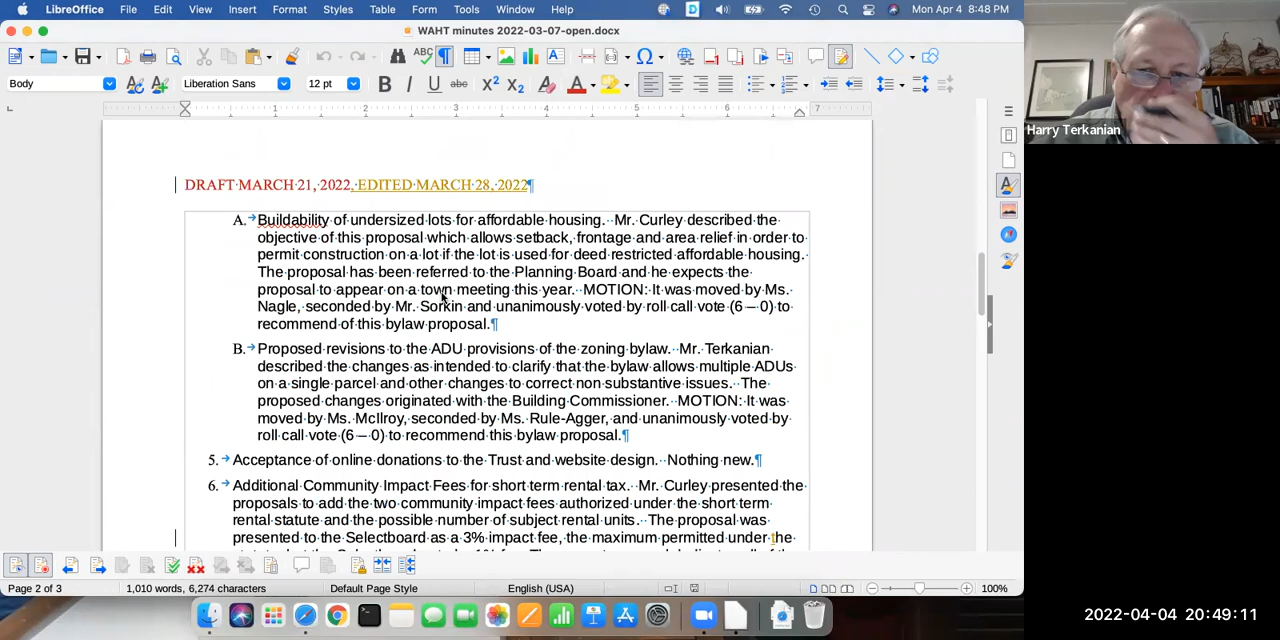 LibreOffice File Edit View Insert Format Styles Table Form Tools Window Help Mon Apr 4 8:48 PM
WAHT minutes 2022-03-07-open.docx
Body Liberation Sans 12 pt
1 2 3 4 5 6 7
Harry Terkanian
DRAFT MARCH 21, 2022, EDITED MARCH 28, 2022¶
A. Buildability of undersized lots for affordable housing. Mr. Curley described the
objective of this proposal which allows setback, frontage and area relief in order to
permit construction on a lot if the lot is used for deed restricted affordable housing.
The proposal has been referred to the Planning Board and he expects the
proposal to appear on a town meeting this year. MOTION: It was moved by Ms.
Nagle, seconded by Mr. Sorkin and unanimously voted by roll call vote (6 – 0) to
recommend of this bylaw proposal.¶
B. Proposed revisions to the ADU provisions of the zoning bylaw. Mr. Terkanian
described the changes as intended to clarify that the bylaw allows multiple ADUs
on a single parcel and other changes to correct non substantive issues. The
proposed changes originated with the Building Commissioner. MOTION: It was
moved by Ms. McIlroy, seconded by Ms. Rule-Agger, and unanimously voted by
roll call vote (6 – 0) to recommend this bylaw proposal.¶
5. Acceptance of online donations to the Trust and website design. Nothing new.¶
6. Additional Community Impact Fees for short term rental tax. Mr. Curley presented the
proposals to add the two community impact fees authorized under the short term
rental statute and the possible number of subject rental units. The proposal was
presented to the Selectboard as a 3% impact fee, the maximum permitted under the
Page 2 of 3 1,010 words, 6,274 characters Default Page Style English (USA) 100%
2022-04-04 20:49:11